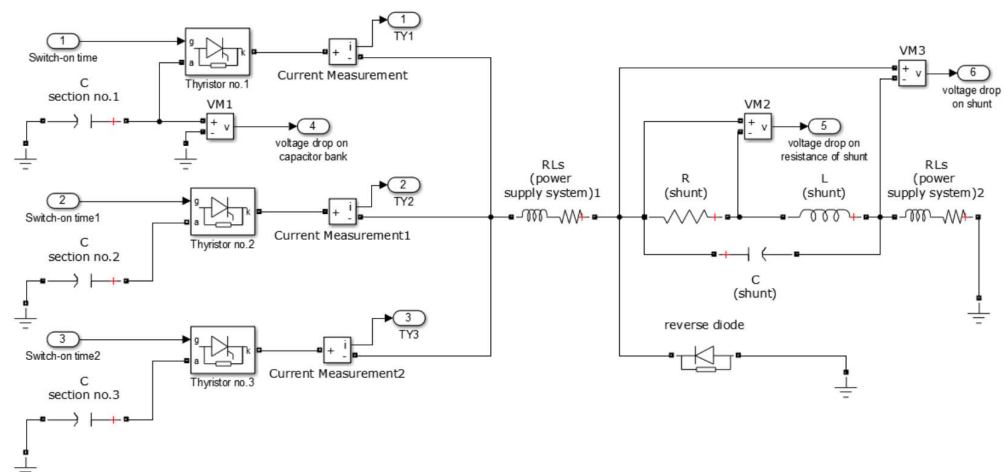 1
Switch-on time
g
a
k
Thyristor no.1
+
-
i
Current Measurement
1
TY1
C
section no.1
VM1
+
-
v
4
voltage drop on
capacitor bank
2
Switch-on time1
g
a
k
Thyristor no.2
+
-
i
Current Measurement1
2
TY2
C
section no.2
3
Switch-on time2
g
a
k
Thyristor no.3
+
-
i
Current Measurement2
3
TY3
C
section no.3
RLs
(power
supply system)1
VM3
+
-
v
6
voltage drop
on shunt
VM2
+
-
v
5
voltage drop on
resistance of shunt
R
(shunt)
L
(shunt)
RLs
(power
supply system)2
C
(shunt)
reverse diode